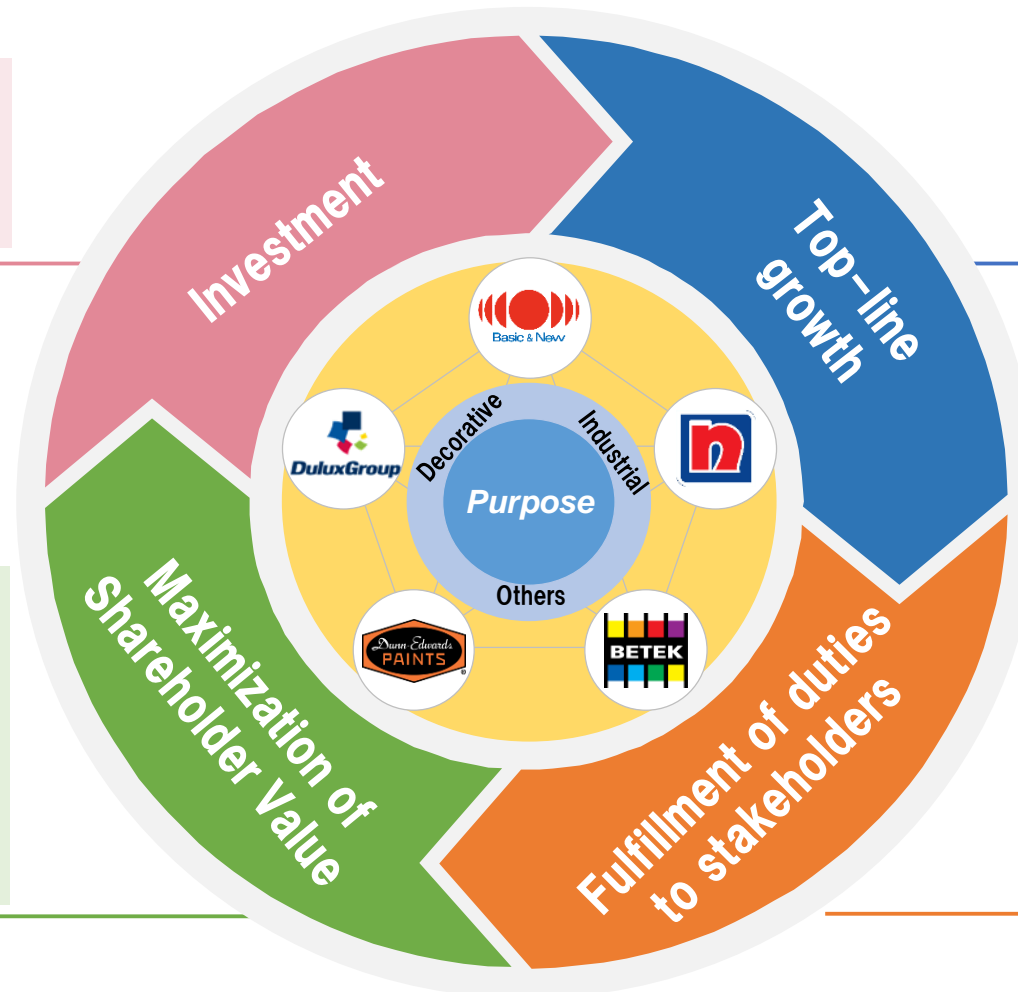 Investment
Top-line
growth
Basic & New
DuluxGroup
Decorative
Industrial
n
Purpose
Others
Dunn-Edwards
PAINTS
BETEK
Maximization of
Shareholder Value
Fulfillment of duties
to stakeholders